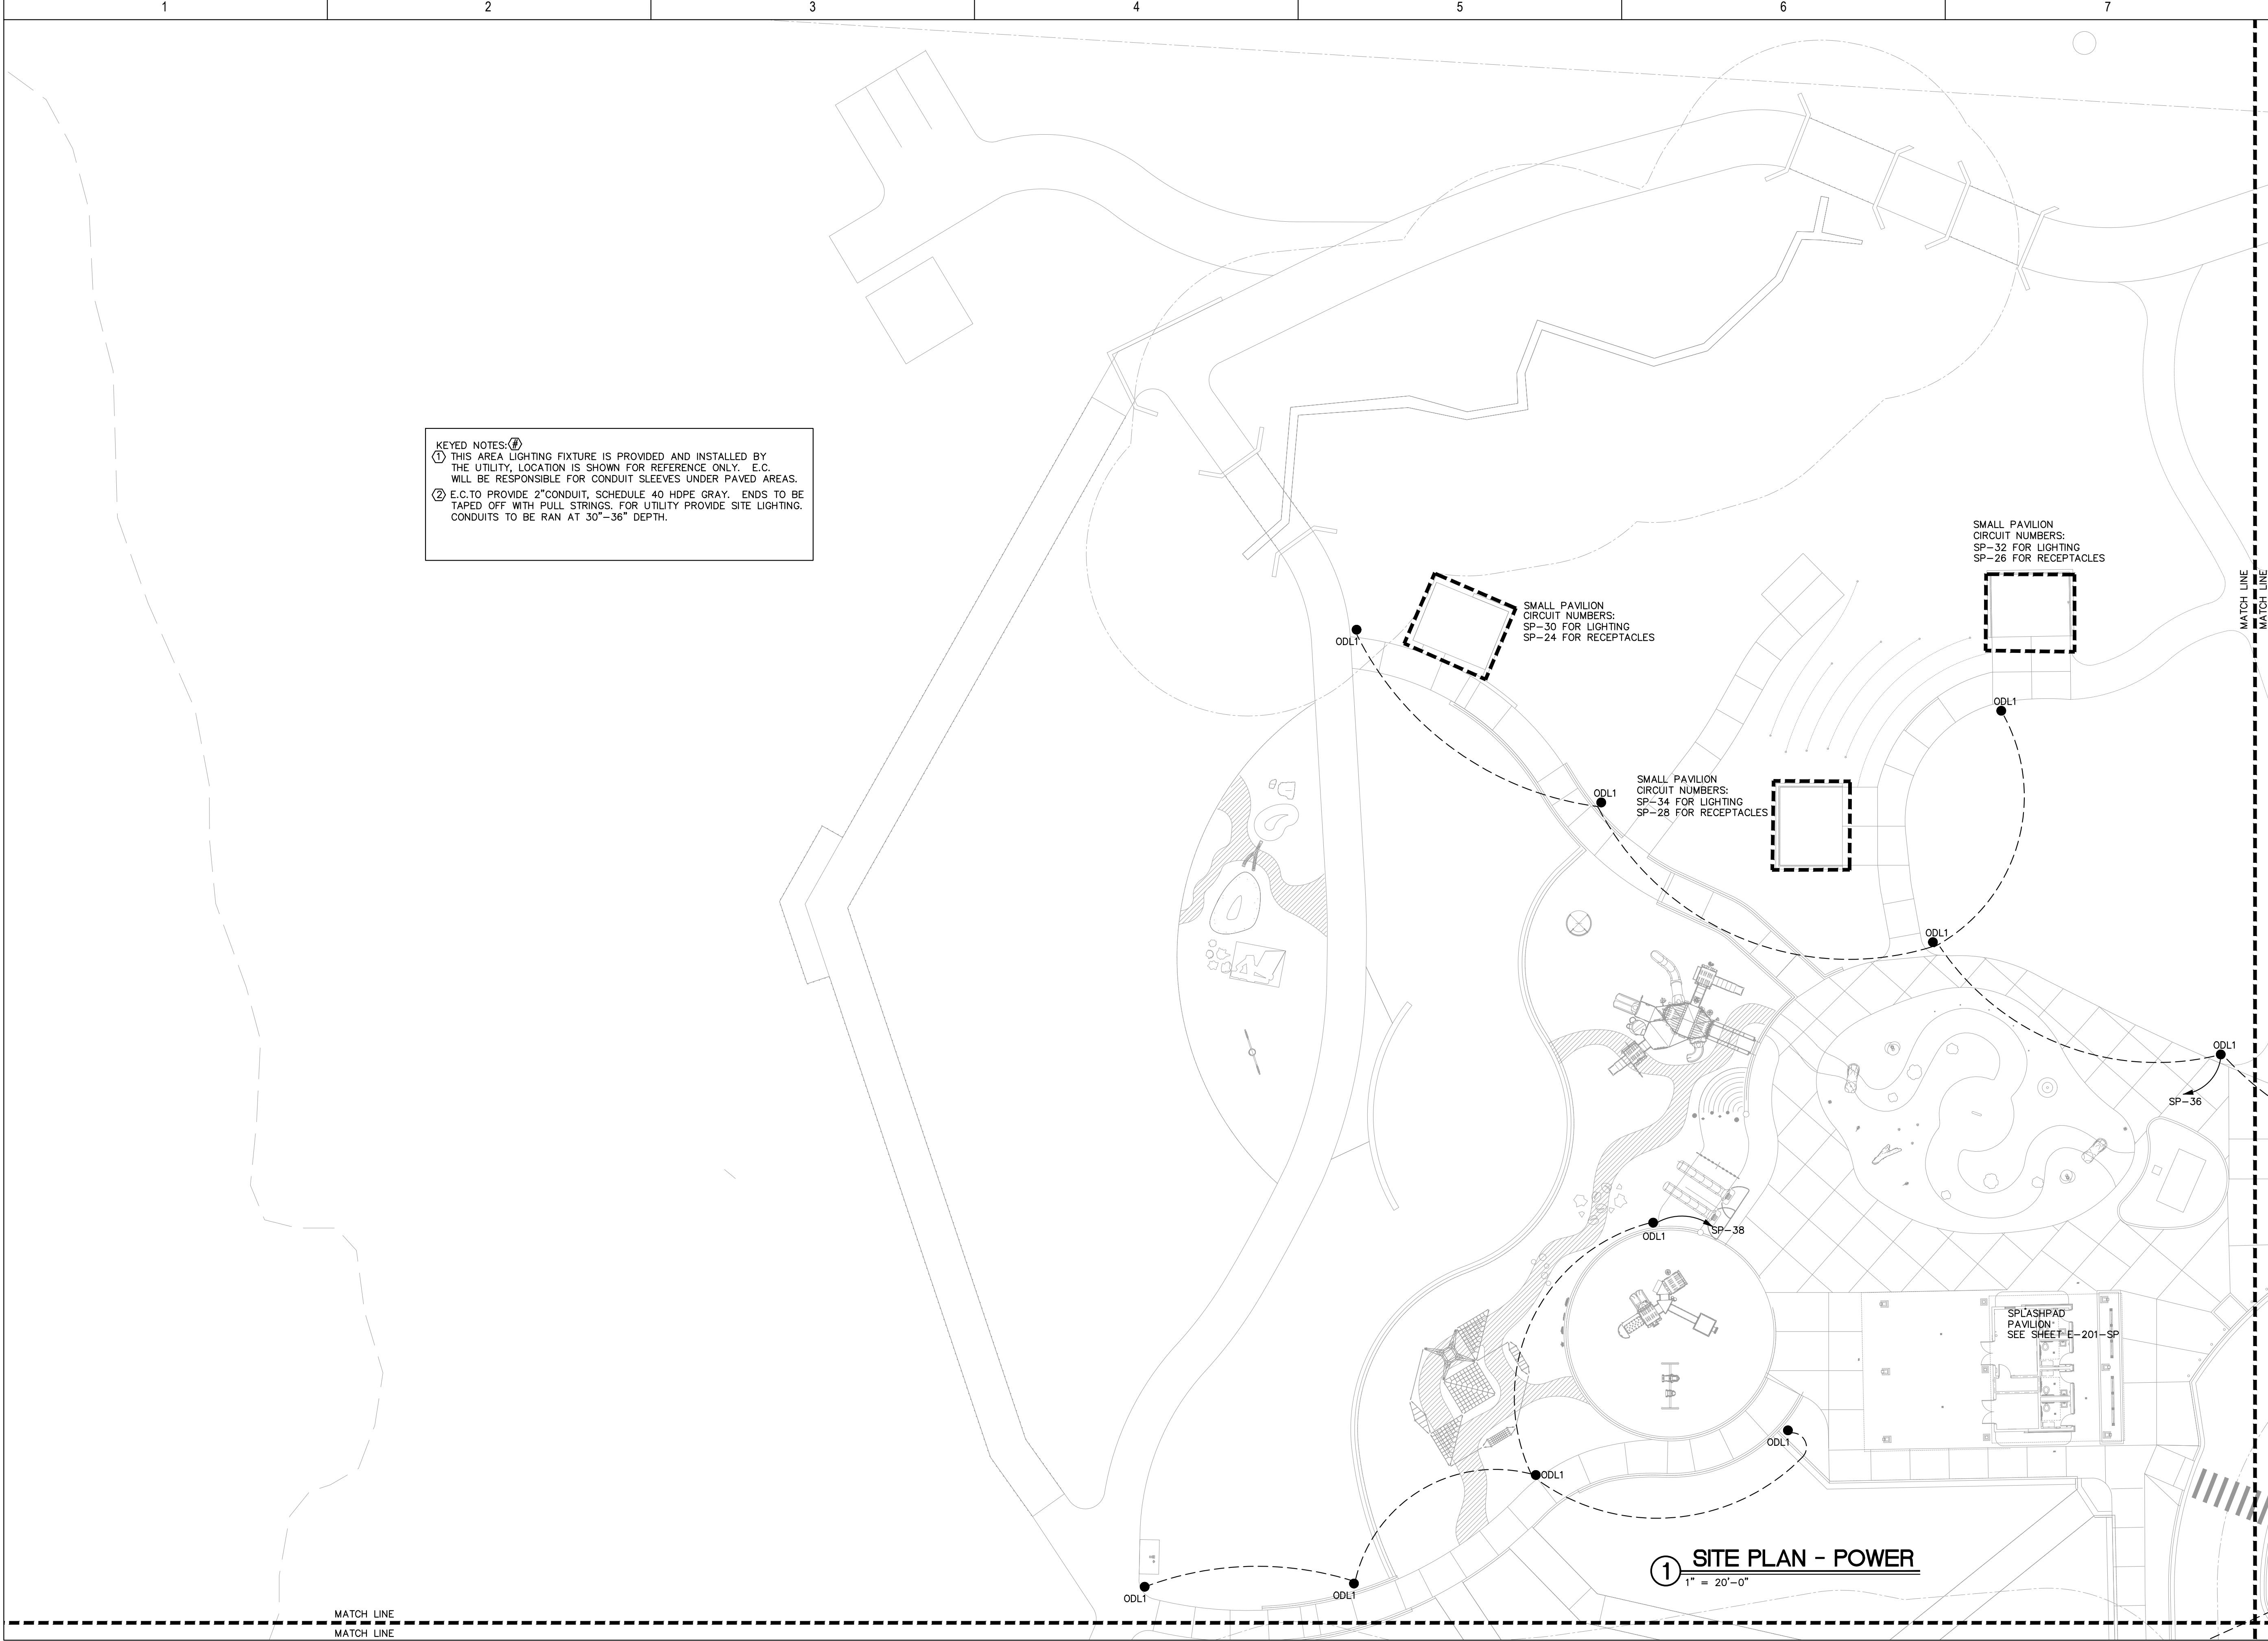 1 2 3 4 5 6 7
KEYED NOTES: #
1 THIS AREA LIGHTING FIXTURE IS PROVIDED AND INSTALLED BY
THE UTILITY, LOCATION IS SHOWN FOR REFERENCE ONLY. E.C.
WILL BE RESPONSIBLE FOR CONDUIT SLEEVES UNDER PAVED AREAS.
2 E.C.TO PROVIDE 2"CONDUIT, SCHEDULE 40 HDPE GRAY. ENDS TO BE
TAPED OFF WITH PULL STRINGS. FOR UTILITY PROVIDE SITE LIGHTING.
CONDUITS TO BE RAN AT 30"-36" DEPTH.
SMALL PAVILION
CIRCUIT NUMBERS:
SP-32 FOR LIGHTING
SP-26 FOR RECEPTACLES
MATCH LINE
MATCH LINE
SMALL PAVILION
CIRCUIT NUMBERS:
SP-30 FOR LIGHTING
SP-24 FOR RECEPTACLES
ODL1
ODL1
SMALL PAVILION
CIRCUIT NUMBERS:
SP-34 FOR LIGHTING
SP-28 FOR RECEPTACLES
ODL1
ODL1
ODL1
SP-36
SP-38
ODL1
SPLASHPAD
PAVILION
SEE SHEET E-201-SP
ODL1
ODL1
ODL1
ODL1
1 SITE PLAN - POWER
1" = 20'-0"
MATCH LINE
MATCH LINE